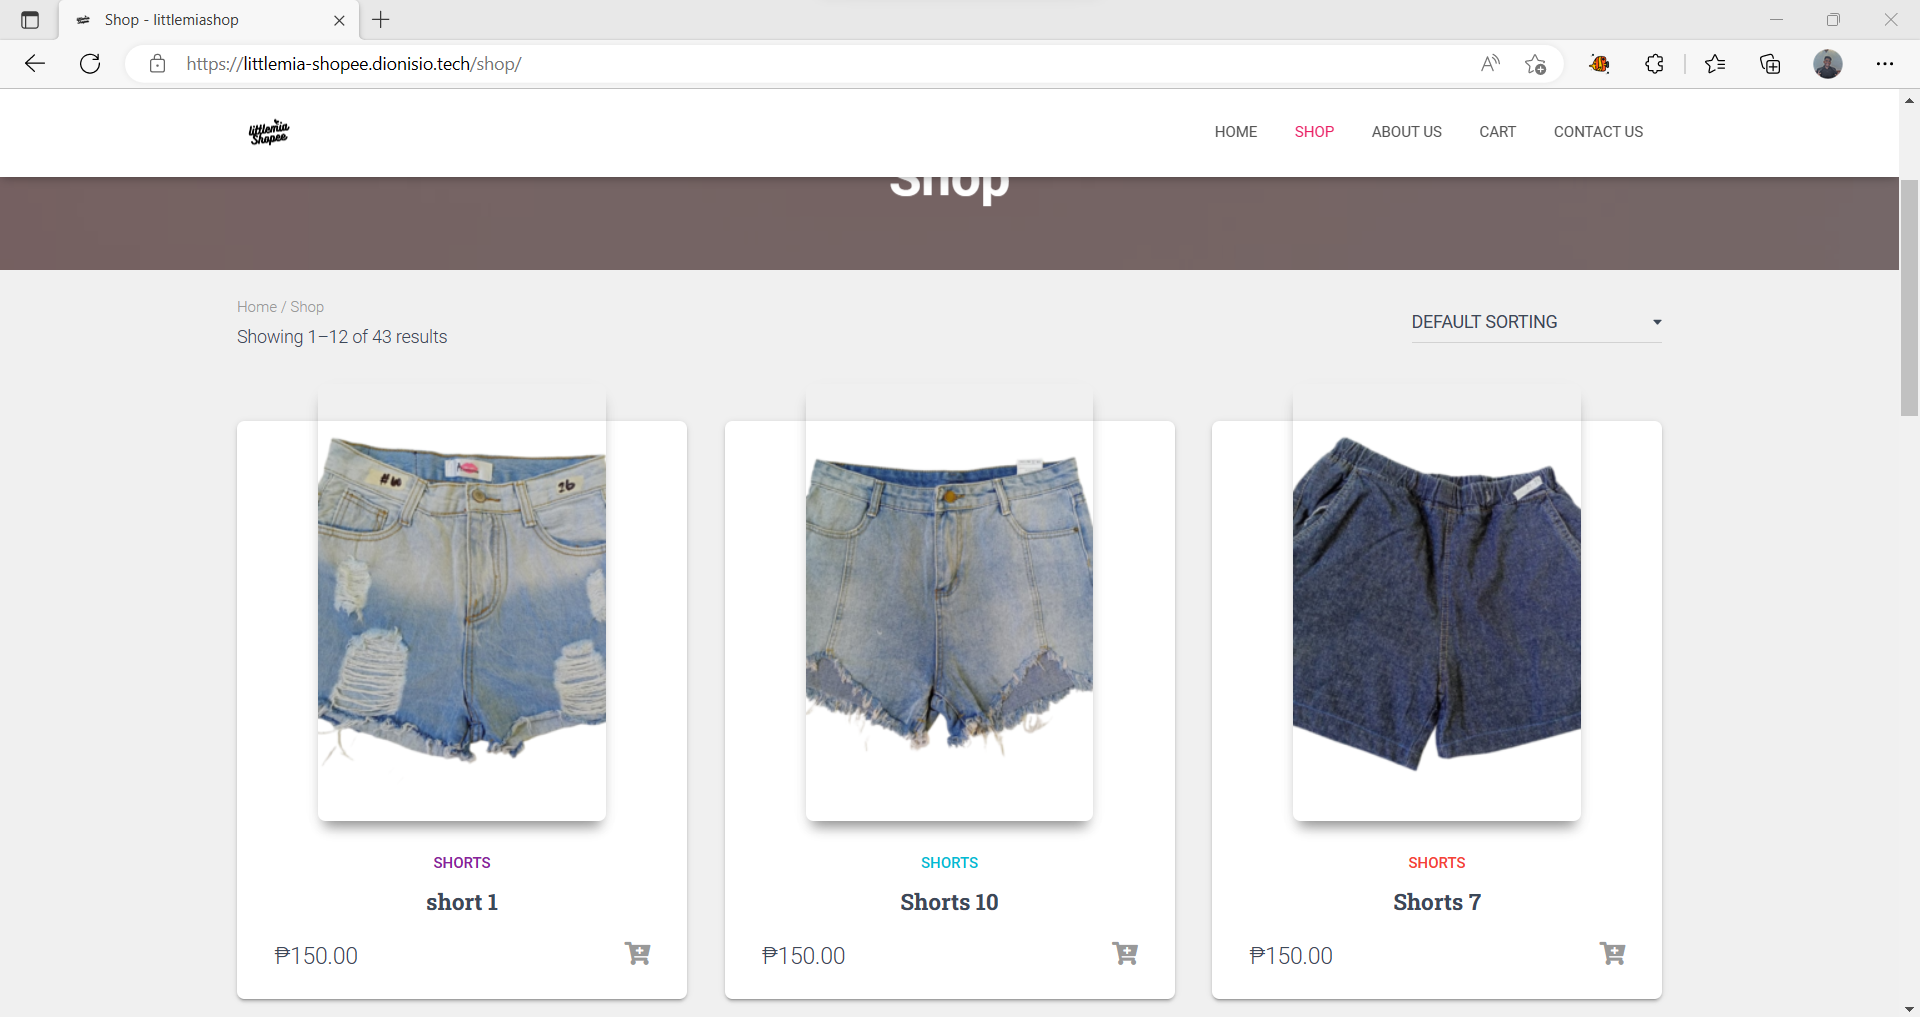 Shop - littlemiashop
https://littlemia-shopee.dionisio.tech/shop/
littlemia
Shopee
HOME SHOP ABOUT US CART CONTACT US
Shop
Home / Shop
Showing 1–12 of 43 results
DEFAULT SORTING
26
SHORTS SHORTS SHORTS
short 1 Shorts 10 Shorts 7
₱150.00 ₱150.00 ₱150.00